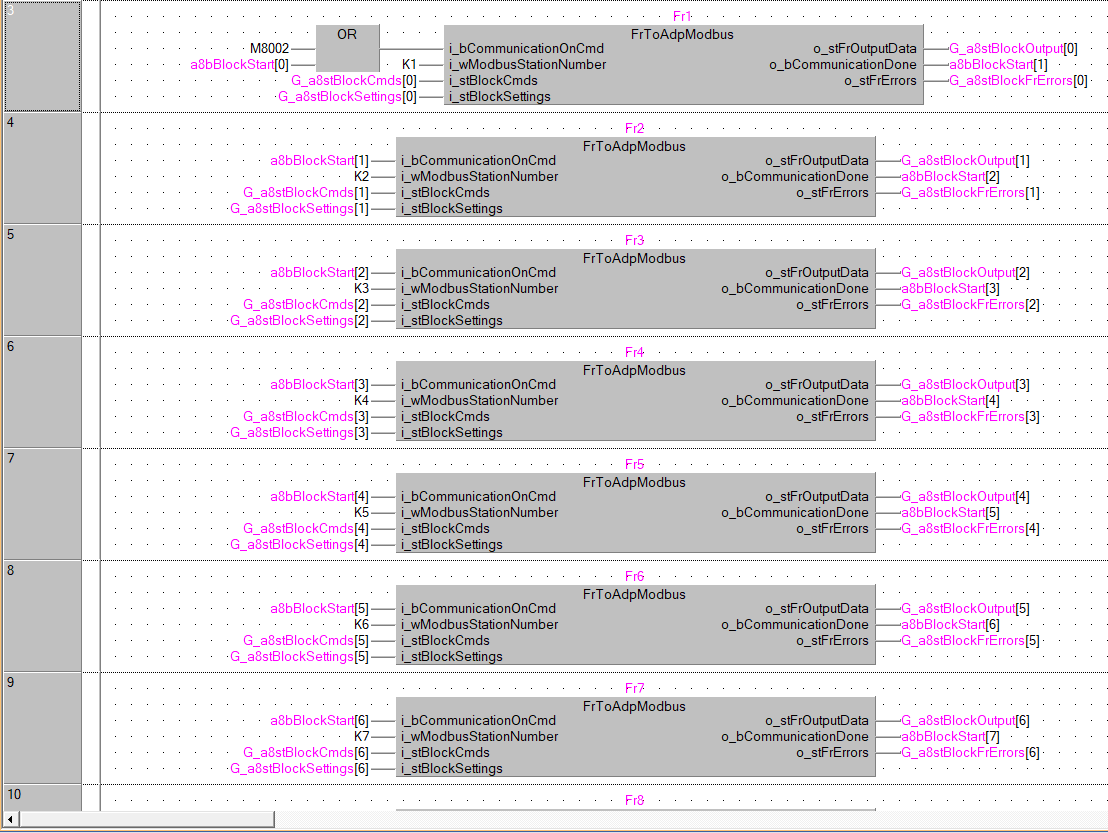 3
Fr1
OR FrToAdpModbus
M8002 i_bCommunicationOnCmd o_stFrOutputData G_a8stBlockOutput[0]
a8bBlockStart[0] K1 i_wModbusStationNumber o_bCommunicationDone a8bBlockStart[1]
G_a8stBlockCmds[0] i_stBlockCmds o_stFrErrors G_a8stBlockFrErrors[0]
G_a8stBlockSettings[0] i_stBlockSettings
4
Fr2
FrToAdpModbus
a8bBlockStart[1] i_bCommunicationOnCmd o_stFrOutputData G_a8stBlockOutput[1]
K2 i_wModbusStationNumber o_bCommunicationDone a8bBlockStart[2]
G_a8stBlockCmds[1] i_stBlockCmds o_stFrErrors G_a8stBlockFrErrors[1]
G_a8stBlockSettings[1] i_stBlockSettings
5
Fr3
FrToAdpModbus
a8bBlockStart[2] i_bCommunicationOnCmd o_stFrOutputData G_a8stBlockOutput[2]
K3 i_wModbusStationNumber o_bCommunicationDone a8bBlockStart[3]
G_a8stBlockCmds[2] i_stBlockCmds o_stFrErrors G_a8stBlockFrErrors[2]
G_a8stBlockSettings[2] i_stBlockSettings
6
Fr4
FrToAdpModbus
a8bBlockStart[3] i_bCommunicationOnCmd o_stFrOutputData G_a8stBlockOutput[3]
K4 i_wModbusStationNumber o_bCommunicationDone a8bBlockStart[4]
G_a8stBlockCmds[3] i_stBlockCmds o_stFrErrors G_a8stBlockFrErrors[3]
G_a8stBlockSettings[3] i_stBlockSettings
7
Fr5
FrToAdpModbus
a8bBlockStart[4] i_bCommunicationOnCmd o_stFrOutputData G_a8stBlockOutput[4]
K5 i_wModbusStationNumber o_bCommunicationDone a8bBlockStart[5]
G_a8stBlockCmds[4] i_stBlockCmds o_stFrErrors G_a8stBlockFrErrors[4]
G_a8stBlockSettings[4] i_stBlockSettings
8
Fr6
FrToAdpModbus
a8bBlockStart[5] i_bCommunicationOnCmd o_stFrOutputData G_a8stBlockOutput[5]
K6 i_wModbusStationNumber o_bCommunicationDone a8bBlockStart[6]
G_a8stBlockCmds[5] i_stBlockCmds o_stFrErrors G_a8stBlockFrErrors[5]
G_a8stBlockSettings[5] i_stBlockSettings
9
Fr7
FrToAdpModbus
a8bBlockStart[6] i_bCommunicationOnCmd o_stFrOutputData G_a8stBlockOutput[6]
K7 i_wModbusStationNumber o_bCommunicationDone a8bBlockStart[7]
G_a8stBlockCmds[6] i_stBlockCmds o_stFrErrors G_a8stBlockFrErrors[6]
G_a8stBlockSettings[6] i_stBlockSettings
10
Fr8